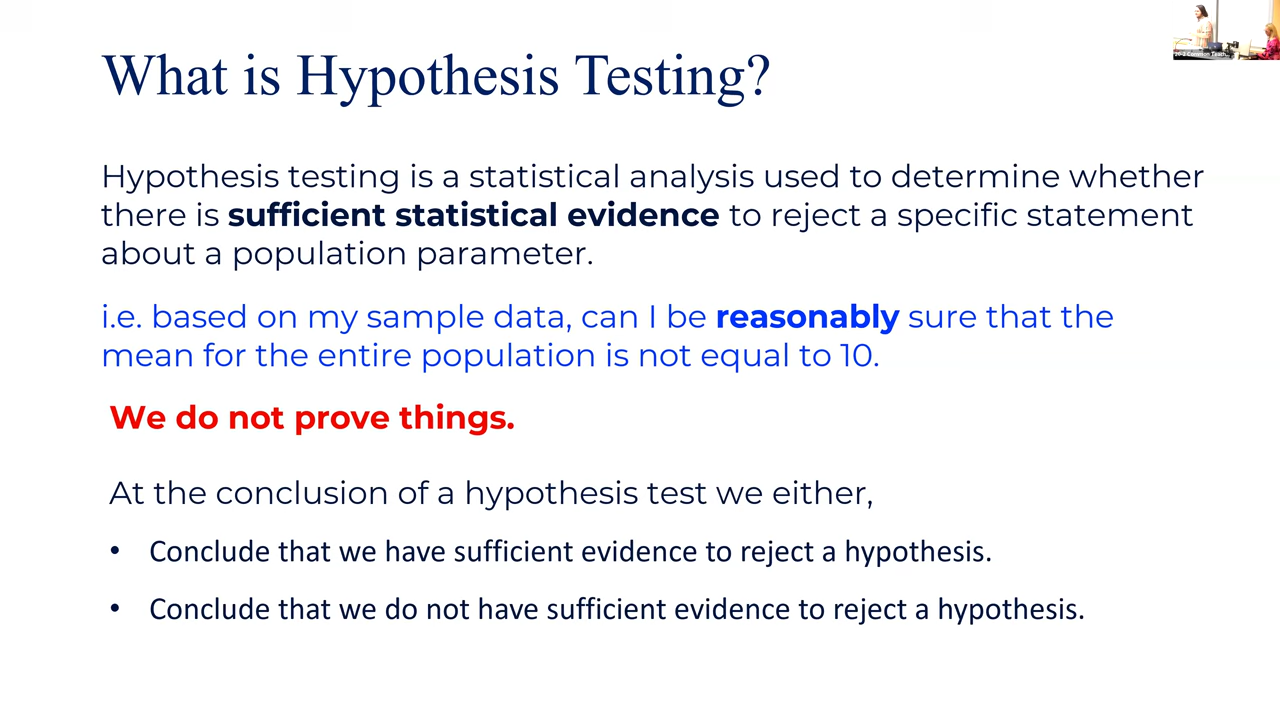 What is Hypothesis Testing?
Hypothesis testing is a statistical analysis used to determine whether
there is sufficient statistical evidence to reject a specific statement
about a population parameter.
i.e. based on my sample data, can I be reasonably sure that the
mean for the entire population is not equal to 10.
We do not prove things.
At the conclusion of a hypothesis test we either,
• Conclude that we have sufficient evidence to reject a hypothesis.
• Conclude that we do not have sufficient evidence to reject a hypothesis.